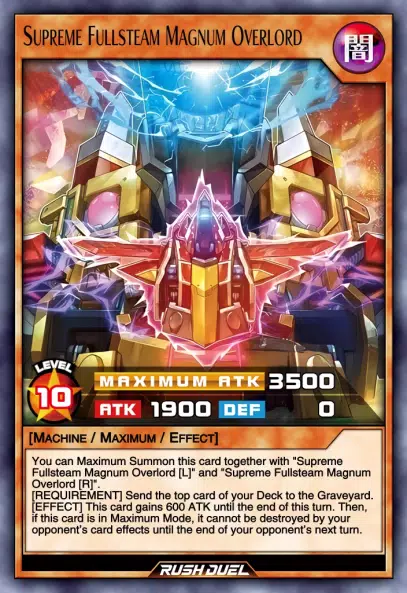 Supreme Fullsteam Magnum Overlord
闇
LEVEL
10
MAXIMUM ATK 3500
ATK 1900 DEF 0
[Machine / Maximum / Effect]
You can Maximum Summon this card together with "Supreme
Fullsteam Magnum Overlord [L]" and "Supreme Fullsteam Magnum
Overlord [R]".
[REQUIREMENT] Send the top card of your Deck to the Graveyard.
[EFFECT] This card gains 600 ATK until the end of this turn. Then,
if this card is in Maximum Mode, it cannot be destroyed by your
opponent's card effects until the end of your opponent's next turn.
RUSH DUEL